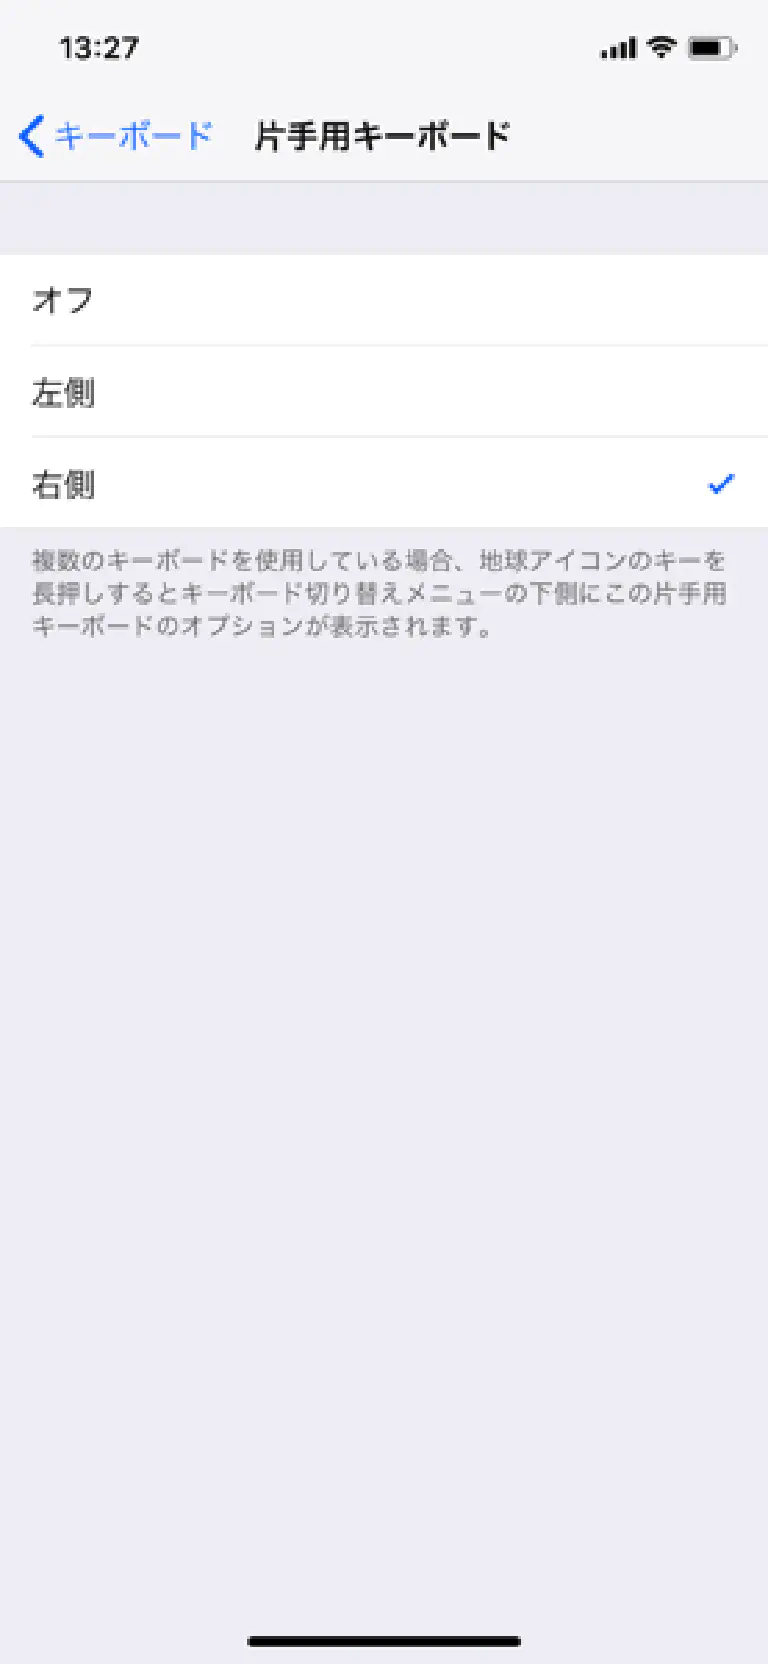 13:27
キーボード 片手用キーボード
オフ
左側
右側
複数のキーボードを使用している場合、地球アイコンのキーを
長押しするとキーボード切り替えメニューの下側にこの片手用
キーボードのオプションが表示されます。